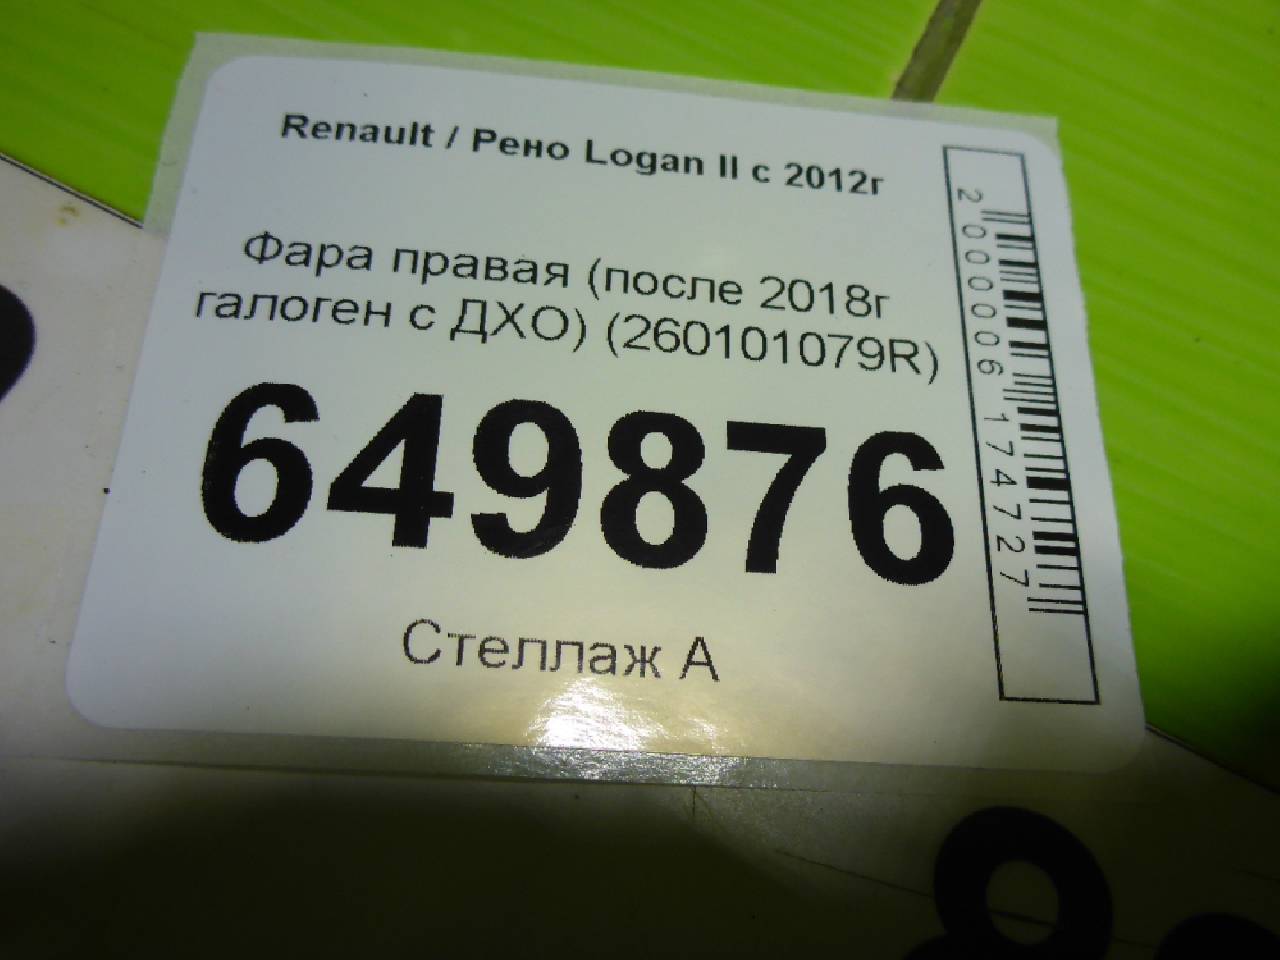 Renault / Рено Logan II с 2012г
Фара правая (после 2018г
галоген с ДХО) (260101079R)
649876
Стеллаж А
2000006174727